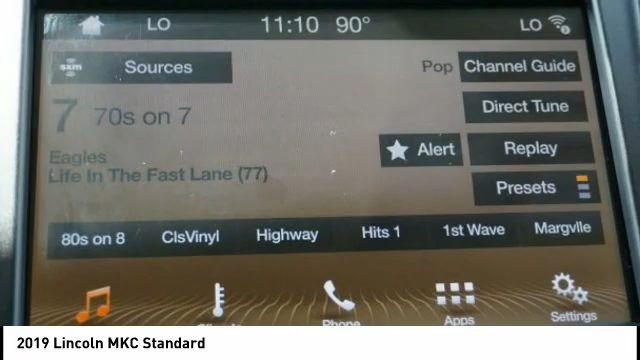 LO 11:10 90° LO
sxm Sources Pop Channel Guide
7 70s on 7 Direct Tune
Eagles Alert Replay
Life In The Fast Lane (77)
Presets
80s on 8 ClsVinyl Highway Hits 1 1st Wave Margvlle
Phone Apps Settings
2019 Lincoln MKC Standard